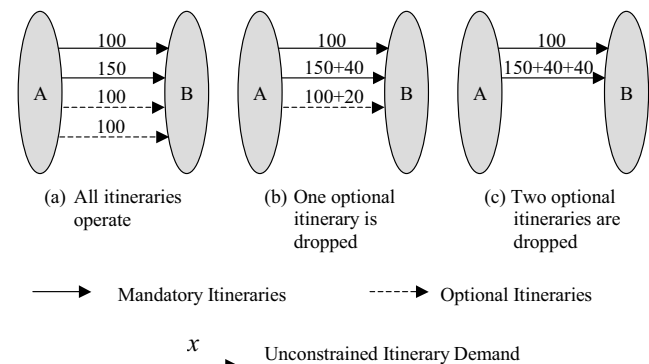 100 100 100
150 150+40 150+40+40
A 100 B A 100+20 B A B
100
(a) All itineraries operate
(b) One optional itinerary is dropped
(c) Two optional itineraries are dropped
Mandatory Itineraries Optional Itineraries
x Unconstrained Itinerary Demand